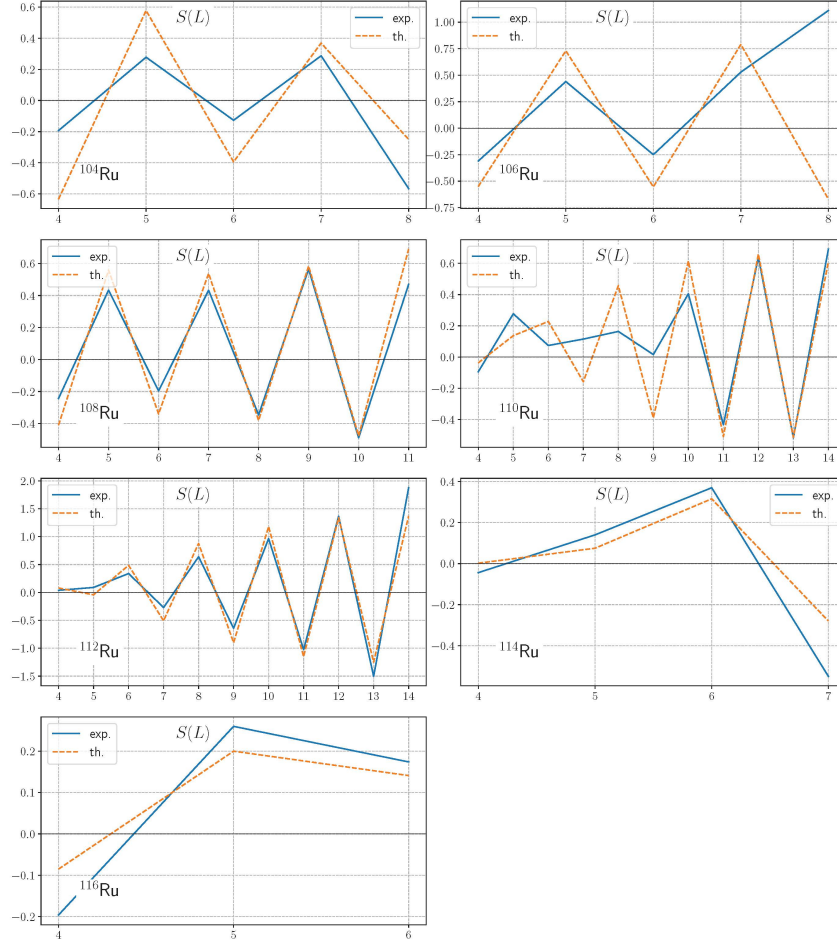 S(L)
exp.
th.
0.6
0.4
0.2
0.0
−0.2
−0.4
−0.6
104Ru
4 5 6 7 8
S(L)
exp.
th.
1.00
0.75
0.50
0.25
0.00
−0.25
−0.50
−0.75
106Ru
4 5 6 7 8
S(L)
exp.
th.
0.6
0.4
0.2
0.0
−0.2
−0.4
108Ru
4 5 6 7 8 9 10 11
S(L)
exp.
th.
0.6
0.4
0.2
0.0
−0.2
−0.4
110Ru
4 5 6 7 8 9 10 11 12 13 14
S(L)
exp.
th.
2.0
1.5
1.0
0.5
0.0
−0.5
−1.0
−1.5
112Ru
4 5 6 7 8 9 10 11 12 13 14
S(L)
exp.
th.
0.4
0.2
0.0
−0.2
−0.4
114Ru
4 5 6 7
S(L)
exp.
th.
0.2
0.1
0.0
−0.1
−0.2
116Ru
4 5 6